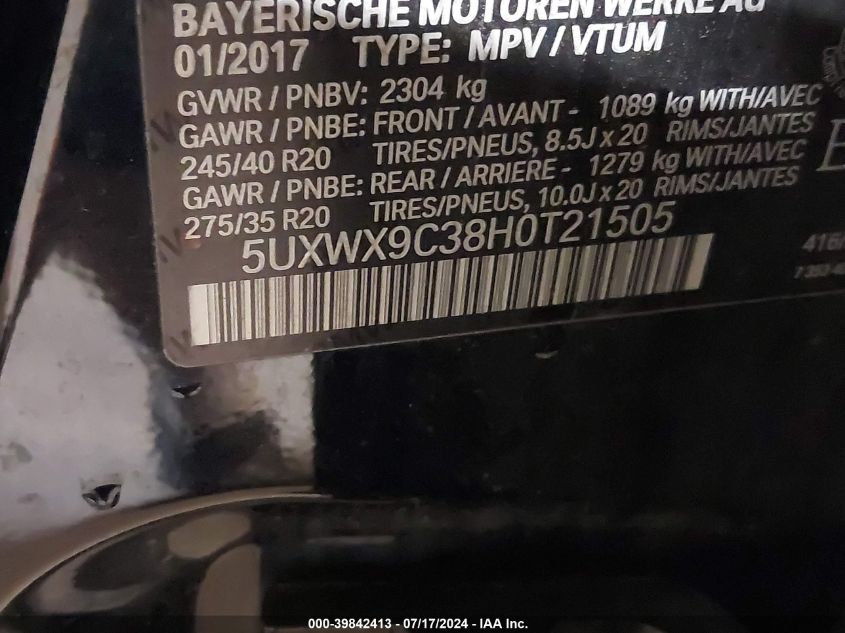 BAYERISCHE MOTOREN WERKE AG
01/2017 TYPE: MPV / VTUM
GVWR / PNBV: 2304 kg
GAWR / PNBE: FRONT / AVANT - 1089 kg WITH/AVEC
245/40 R20 TIRES/PNEUS, 8.5J x 20 RIMS/JANTES
GAWR / PNBE: REAR / ARRIERE - 1279 kg WITH/AVEC
275/35 R20 TIRES/PNEUS, 10.0J x 20 RIMS/JANTES
5UXWX9C38H0T21505
000-39842413 - 07/17/2024 - IAA Inc.